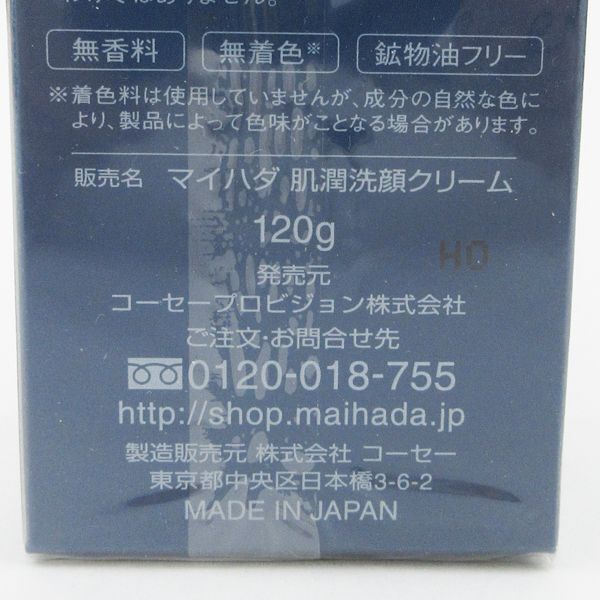 ありません。
無香料 無着色※ 鉱物油フリー
※着色料は使用していませんが、成分の自然な色に
より、製品によって色味がことなる場合があります。
販売名 マイハダ 肌潤洗顔クリーム
120g
HO
発売元
コーセープロビジョン株式会社
ご注文・お問合せ先
0120-018-755
http://shop.maihada.jp
製造販売元 株式会社 コーセー
東京都中央区日本橋3-6-2
MADE IN JAPAN